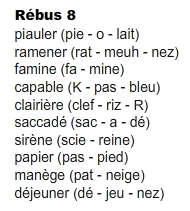 Rébus 8
piauler (pie - o - lait)
ramener (rat - meuh - nez)
famine (fa - mine)
capable (K - pas - bleu)
clairière (clef - riz - R)
saccadé (sac - a - dé)
sirène (scie - reine)
papier (pas - pied)
manège (pat - neige)
déjeuner (dé - jeu - nez)